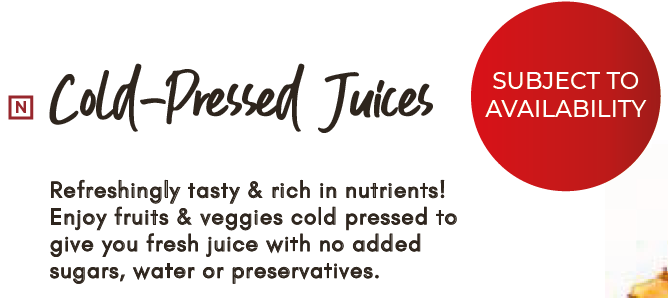 N Cold-Pressed Juices
SUBJECT TO
AVAILABILITY
Refreshingly tasty & rich in nutrients!
Enjoy fruits & veggies cold pressed to
give you fresh juice with no added
sugars, water or preservatives.